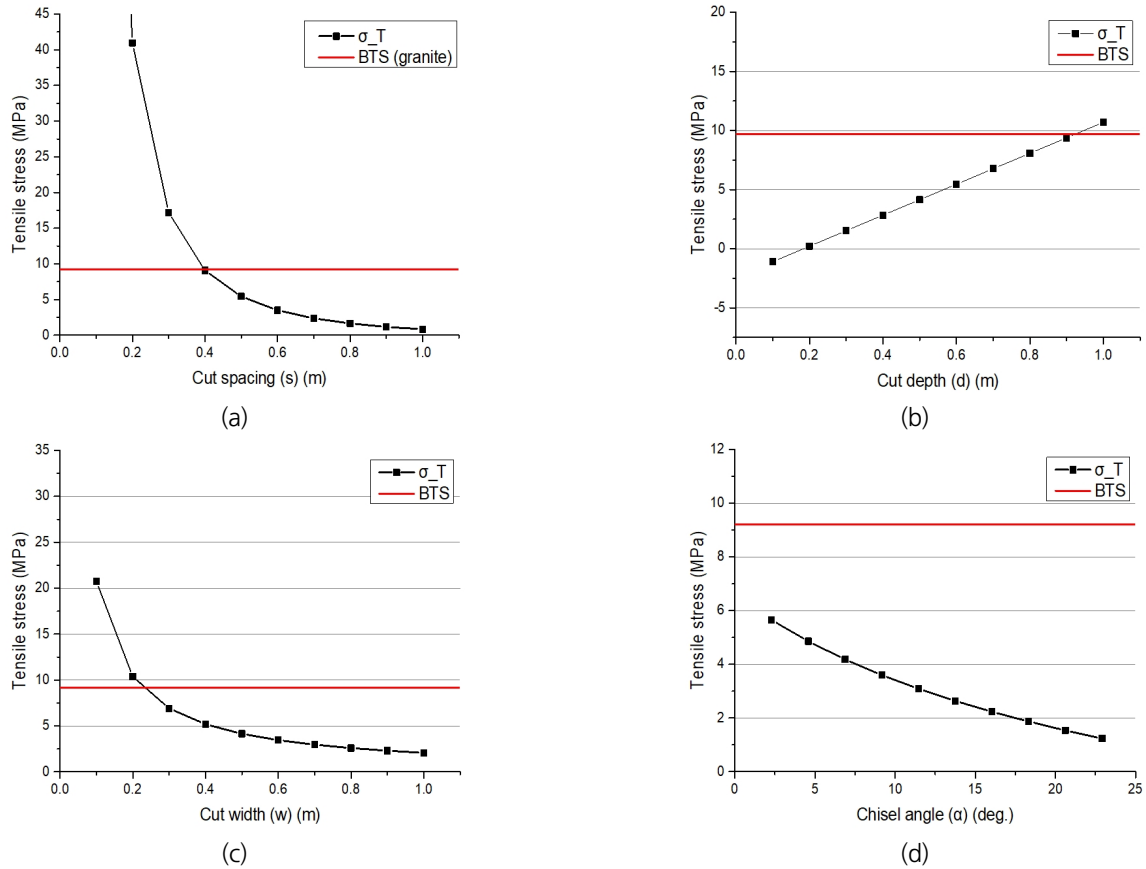 45
40
35
30
25
20
15
10
5
0
Tensile stress (MPa)
σ_T
BTS (granite)
0.0 0.2 0.4 0.6 0.8 1.0
Cut spacing (s) (m)
(a)
20
15
10
5
0
-5
Tensile stress (MPa)
σ_T
BTS
0.0 0.2 0.4 0.6 0.8 1.0
Cut depth (d) (m)
(b)
35
30
25
20
15
10
5
0
Tensile stress (MPa)
σ_T
BTS
0.0 0.2 0.4 0.6 0.8 1.0
Cut width (w) (m)
(c)
12
10
8
6
4
2
0
Tensile stress (MPa)
σ_T
BTS
0 5 10 15 20 25
Chisel angle (α) (deg.)
(d)